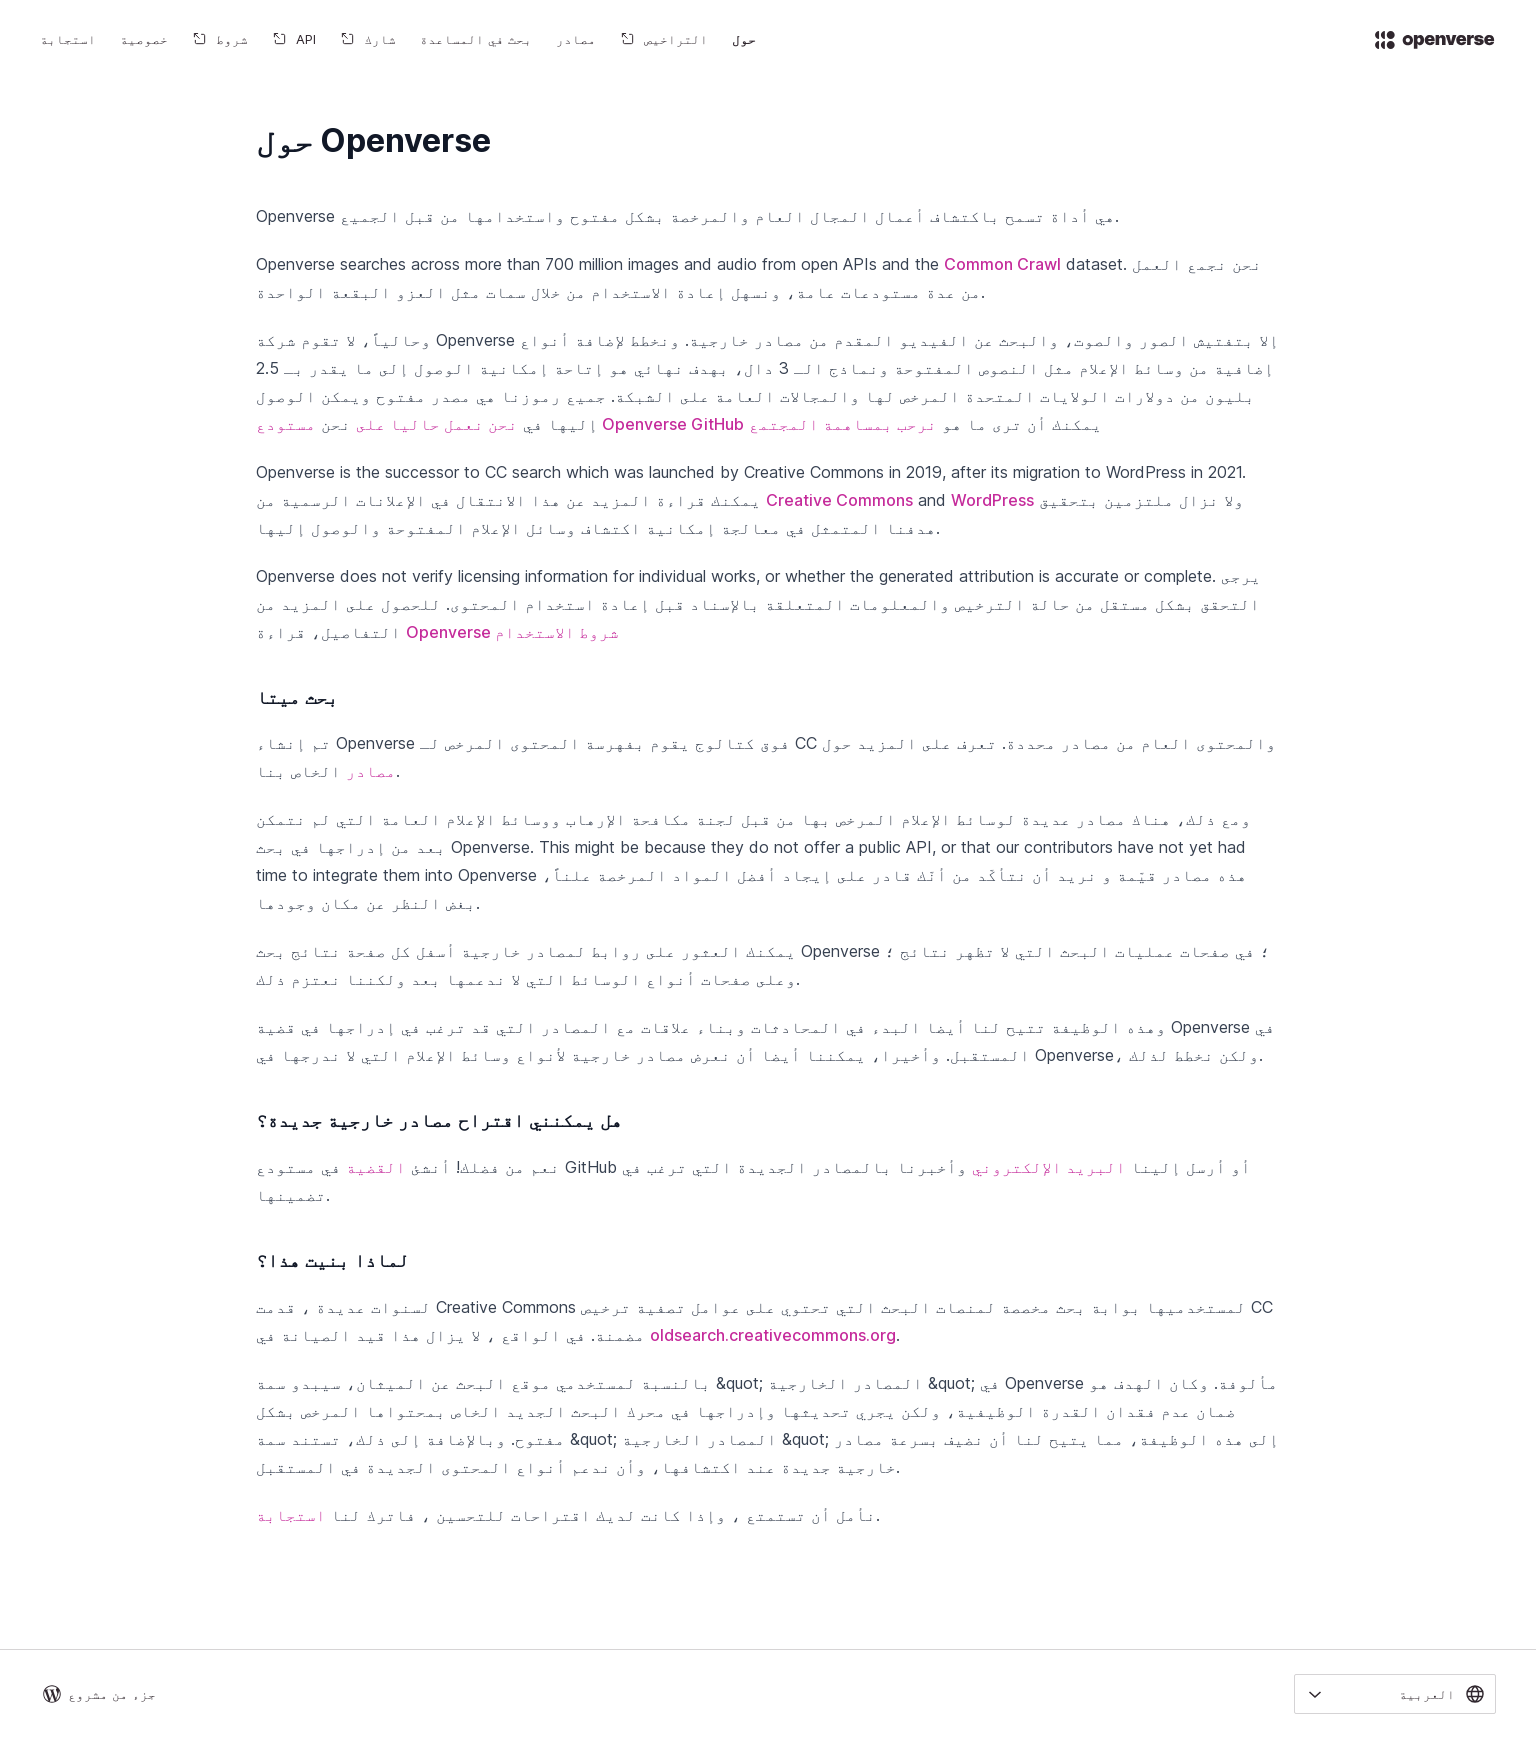 openverse
حول
التراخيص
مصادر
بحث في المساعدة
شارك
API
شروط
خصوصية
استجابة
حول Openverse
Openverse هي أداة تسمح باكتشاف أعمال المجال العام والمرخصة بشكل مفتوح واستخدامها من قبل الجميع.
Openverse searches across more than 700 million images and audio from open APIs and the Common Crawl dataset. نحن نجمع العمل
من عدة مستودعات عامة، ونسهل إعادة الاستخدام من خلال سمات مثل العزو البقعة الواحدة.
وحالياً، لا تقوم شركة Openverse إلا بتفتيش الصور والصوت، والبحث عن الفيديو المقدم من مصادر خارجية. ونخطط لإضافة أنواع
إضافية من وسائط الإعلام مثل النصوص المفتوحة ونماذج الـ 3 دال، بهدف نهائي هو إتاحة إمكانية الوصول إلى ما يقدر بـ 2.5
بليون من دولارات الولايات المتحدة المرخص لها والمجالات العامة على الشبكة. جميع رموزنا هي مصدر مفتوح ويمكن الوصول
إليها في نحن نعمل حاليا على نحن مستودع Openverse GitHub يمكنك أن ترى ما هو نرحب بمساهمة المجتمع
Openverse is the successor to CC search which was launched by Creative Commons in 2019, after its migration to WordPress in 2021.
يمكنك قراءة المزيد عن هذا الانتقال في الإعلانات الرسمية من Creative Commons and WordPress ولا نزال ملتزمين بتحقيق
هدفنا المتمثل في معالجة إمكانية اكتشاف وسائل الإعلام المفتوحة والوصول إليها.
Openverse does not verify licensing information for individual works, or whether the generated attribution is accurate or complete. يرجى
التحقق بشكل مستقل من حالة الترخيص والمعلومات المتعلقة بالإسناد قبل إعادة استخدام المحتوى. للحصول على المزيد من
التفاصيل، قراءة Openverse شروط الاستخدام
بحث ميتا
تم إنشاء Openverse فوق كتالوج يقوم بفهرسة المحتوى المرخص لـ CC والمحتوى العام من مصادر محددة. تعرف على المزيد حول
مصادر الخاص بنا.
ومع ذلك، هناك مصادر عديدة لوسائط الإعلام المرخص بها من قبل لجنة مكافحة الإرهاب ووسائط الإعلام العامة التي لم نتمكن
بعد من إدراجها في بحث Openverse. This might be because they do not offer a public API, or that our contributors have not yet had
time to integrate them into Openverse هذه مصادر قيّمة و نريد أن نتأكّد من أنّك قادر على إيجاد أفضل المواد المرخصة علناً،
بغض النظر عن مكان وجودها.
يمكنك العثور على روابط لمصادر خارجية أسفل كل صفحة نتائج بحث Openverse ؛ في صفحات عمليات البحث التي لا تظهر نتائج ؛
وعلى صفحات أنواع الوسائط التي لا ندعمها بعد ولكننا نعتزم ذلك.
وهذه الوظيفة تتيح لنا أيضا البدء في المحادثات وبناء علاقات مع المصادر التي قد ترغب في إدراجها في قضية Openverse في
المستقبل. وأخيرا، يمكننا أيضا أن نعرض مصادر خارجية لأنواع وسائط الإعلام التي لا ندرجها في Openverse، ولكن نخطط لذلك.
هل يمكنني اقتراح مصادر خارجية جديدة؟
نعم من فضلك! أنشئ القضية في مستودع GitHub أو أرسل إلينا البريد الإلكتروني وأخبرنا بالمصادر الجديدة التي ترغب في
تضمينها.
لماذا بنيت هذا؟
لسنوات عديدة ، قدمت Creative Commons لمستخدميها بوابة بحث مخصصة لمنصات البحث التي تحتوي على عوامل تصفية ترخيص CC
مضمنة. في الواقع ، لا يزال هذا قيد الصيانة في oldsearch.creativecommons.org.
بالنسبة لمستخدمي موقع البحث عن الميثان، سيبدو سمة &quot; المصادر الخارجية &quot; في Openverse مألوفة. وكان الهدف هو
ضمان عدم فقدان القدرة الوظيفية، ولكن يجري تحديثها وإدراجها في محرك البحث الجديد الخاص بمحتواها المرخص بشكل
مفتوح. وبالإضافة إلى ذلك، تستند سمة &quot; المصادر الخارجية &quot; إلى هذه الوظيفة، مما يتيح لنا أن نضيف بسرعة مصادر
خارجية جديدة عند اكتشافها، وأن ندعم أنواع المحتوى الجديدة في المستقبل.
نأمل أن تستمتع ، وإذا كانت لديك اقتراحات للتحسين ، فاترك لنا استجابة.
العربية
جزء من مشروع